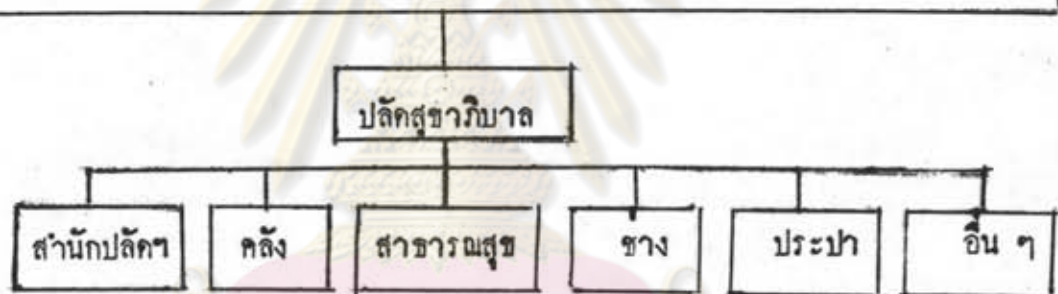 ปลัดสุขาภิบาล
สำนักปลัดฯ คลัง สาธารณสุข ช่าง ประปา อื่น ๆ